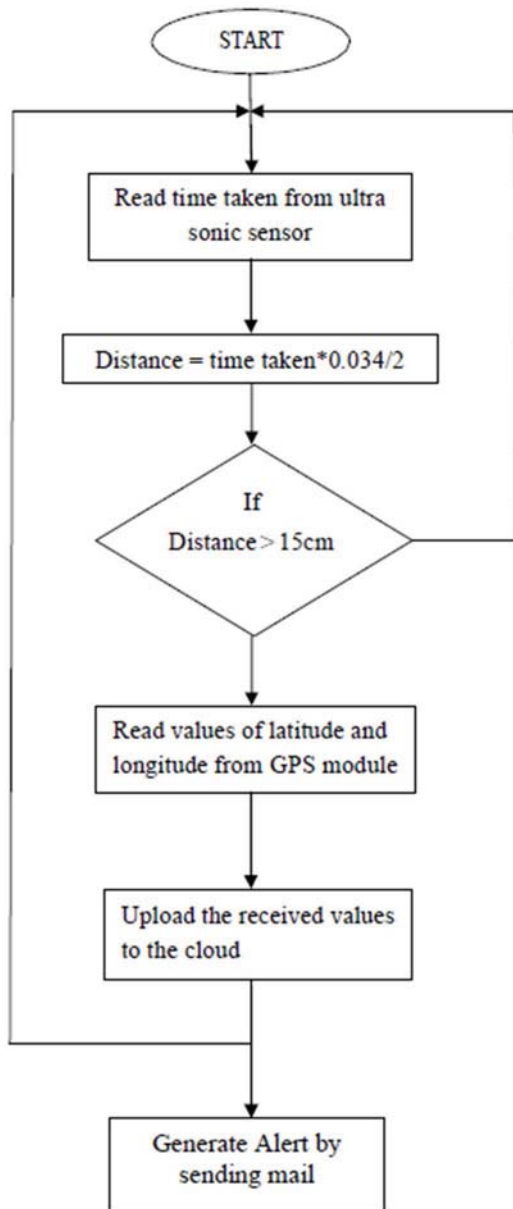 START
Read time taken from ultra
sonic sensor
Distance = time taken*0.034/2
If
Distance > 15cm
Read values of latitude and
longitude from GPS module
Upload the received values
to the cloud
Generate Alert by
sending mail